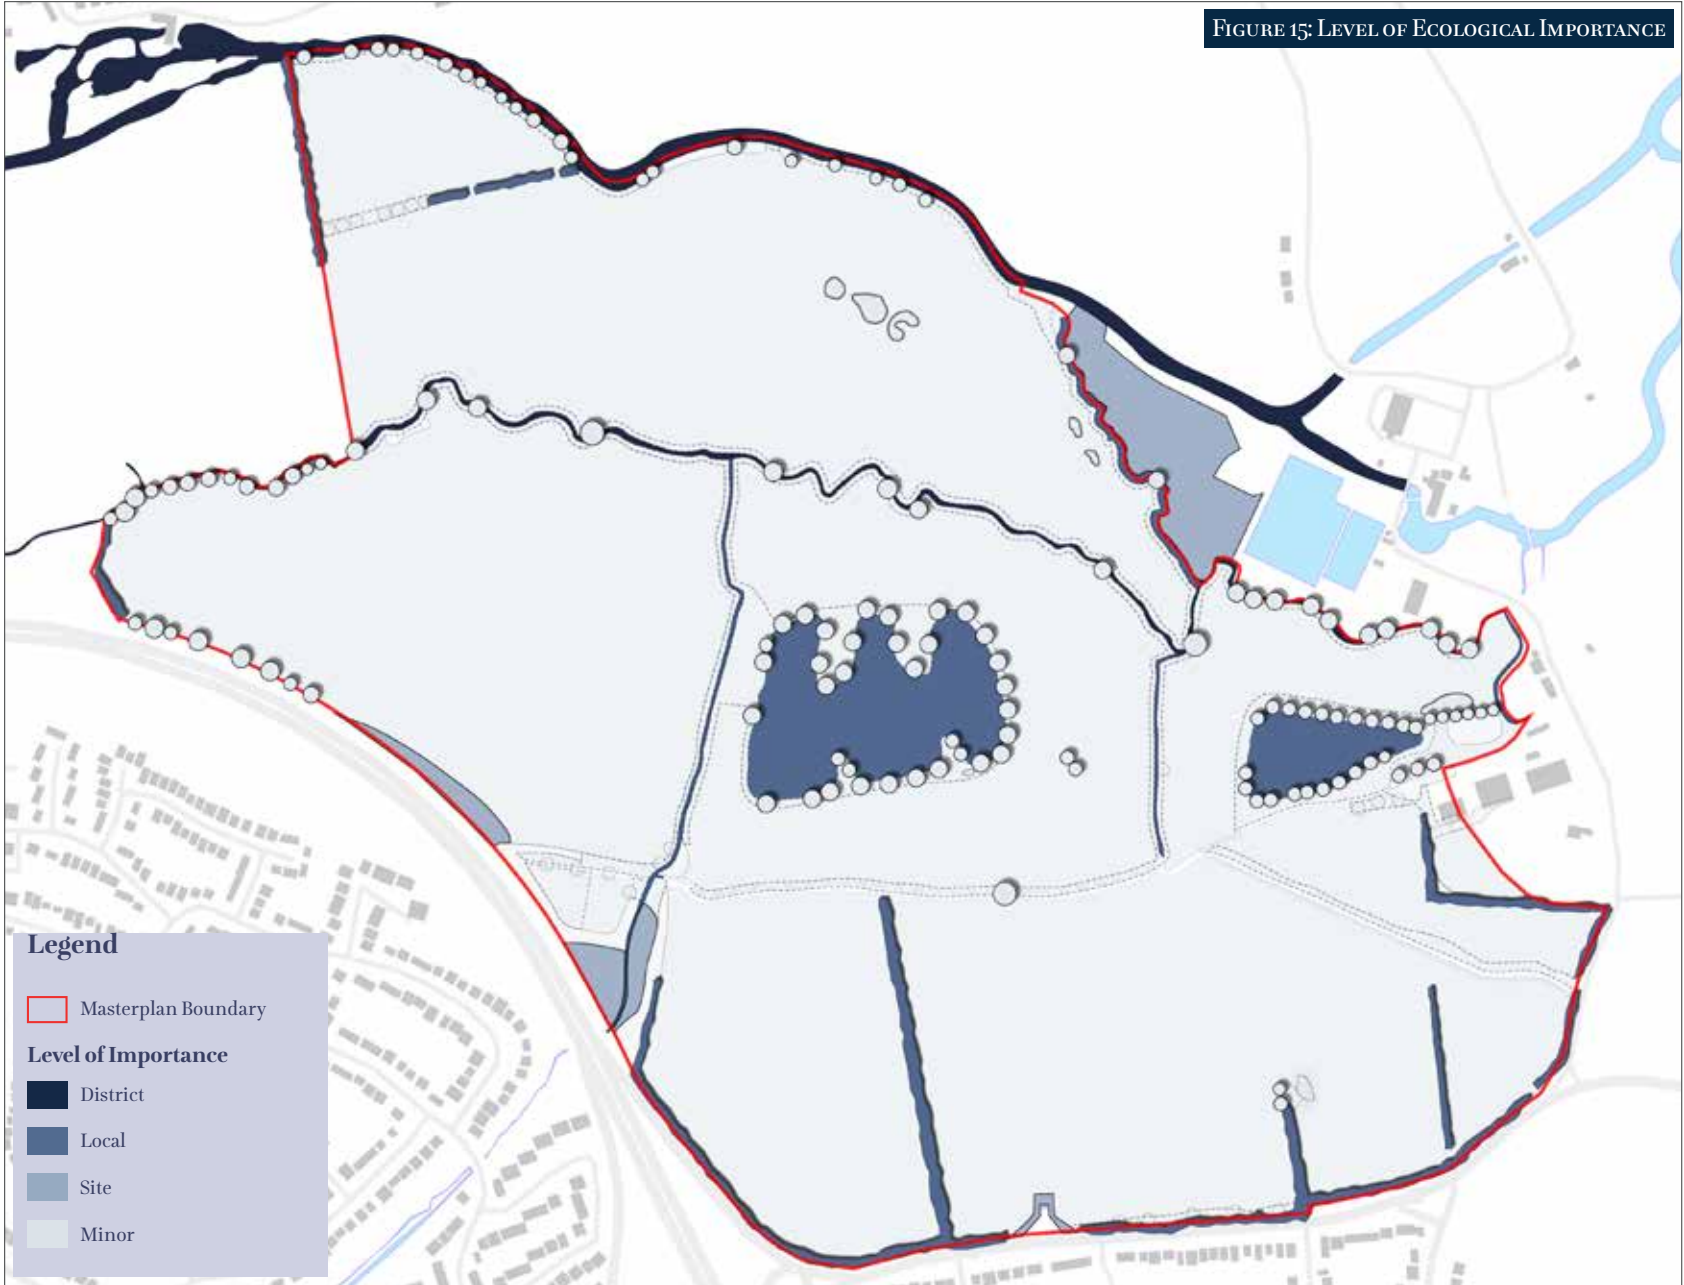 Figure 15: Level of Ecological Importance
Legend
Masterplan Boundary
Level of Importance
District
Local
Site
Minor